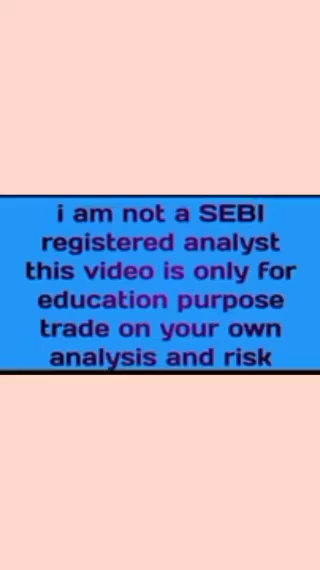 i am not a SEBI
registered analyst
this video is only for
education purpose
trade on your own
analysis and risk